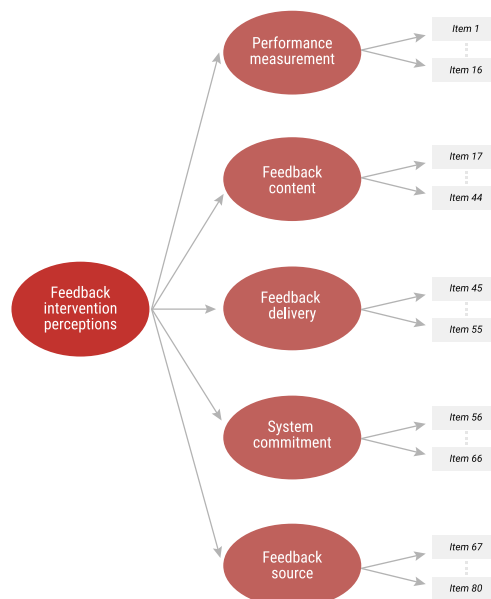 Performance
measurement
Item 1
Item 16
Feedback
content
Item 17
Item 44
Feedback
intervention
perceptions
Feedback
delivery
Item 45
Item 55
System
commitment
Item 56
Item 66
Feedback
source
Item 67
Item 80